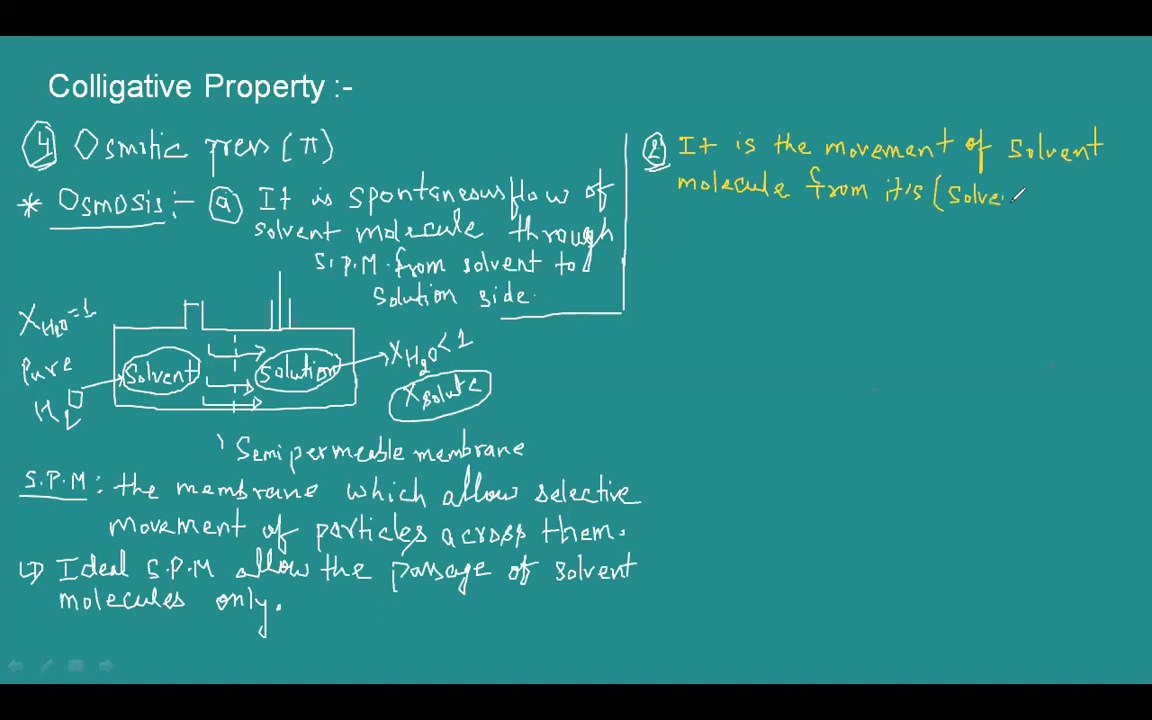 Colligative Property :-
4 Osmotic press (π)
* Osmosis :- a It is spontaneous flow of
solvent molecule through
S.P.M. from solvent to
solution side.
X H2O = 1
Pure
H2O
Solvent
Solution
X H2O < 1
X solute
Semi permeable membrane
S.P.M : the membrane which allow selective
movement of particles across them.
↳ Ideal S.P.M allow the passage of solvent
molecules only.
2 It is the movement of Solvent
molecule from it's (Solve